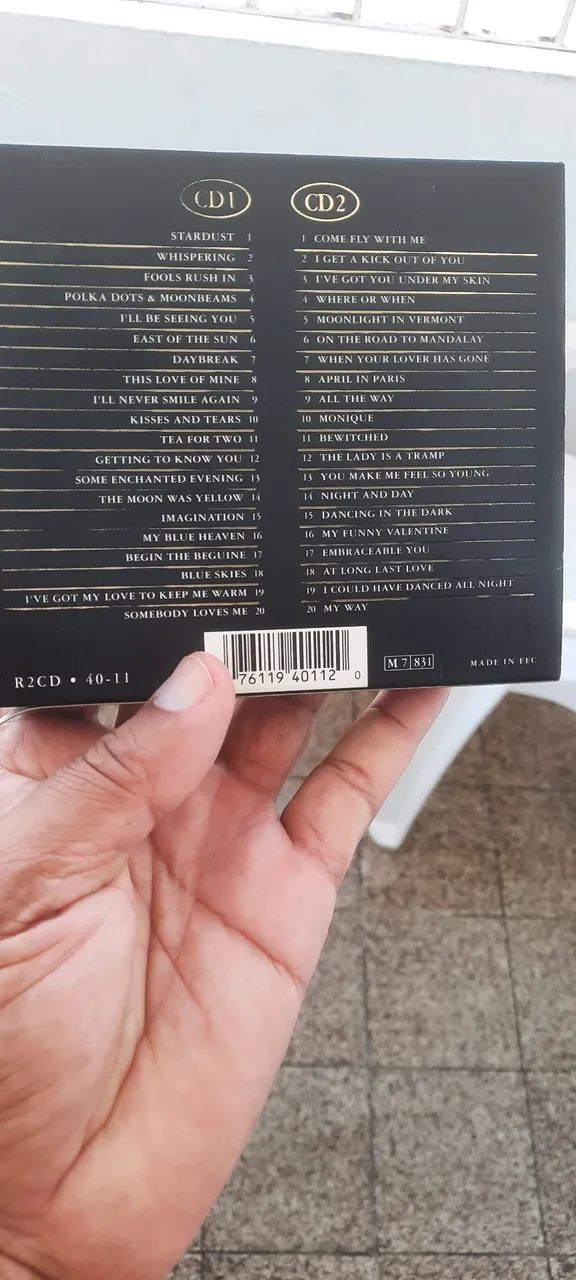 CD1
STARDUST 1
WHISPERING 2
FOOLS RUSH IN 3
POLKA DOTS & MOONBEAMS 4
I'LL BE SEEING YOU 5
EAST OF THE SUN 6
DAYBREAK 7
THIS LOVE OF MINE 8
I'LL NEVER SMILE AGAIN 9
KISSES AND TEARS 10
TEA FOR TWO 11
GETTING TO KNOW YOU 12
SOME ENCHANTED EVENING 13
THE MOON WAS YELLOW 14
IMAGINATION 15
MY BLUE HEAVEN 16
BEGIN THE BEGUINE 17
BLUE SKIES 18
I'VE GOT MY LOVE TO KEEP ME WARM 19
SOMEBODY LOVES ME 20
CD2
1 COME FLY WITH ME
2 I GET A KICK OUT OF YOU
3 I'VE GOT YOU UNDER MY SKIN
4 WHERE OR WHEN
5 MOONLIGHT IN VERMONT
6 ON THE ROAD TO MANDALAY
7 WHEN YOUR LOVER HAS GONE
8 APRIL IN PARIS
9 ALL THE WAY
10 MONIQUE
11 BEWITCHED
12 THE LADY IS A TRAMP
13 YOU MAKE ME FEEL SO YOUNG
14 NIGHT AND DAY
15 DANCING IN THE DARK
16 MY FUNNY VALENTINE
17 EMBRACEABLE YOU
18 AT LONG LAST LOVE
19 I COULD HAVE DANCED ALL NIGHT
20 MY WAY
R2CD • 40-11
76119 40112 0
M 7 831
MADE IN EEC